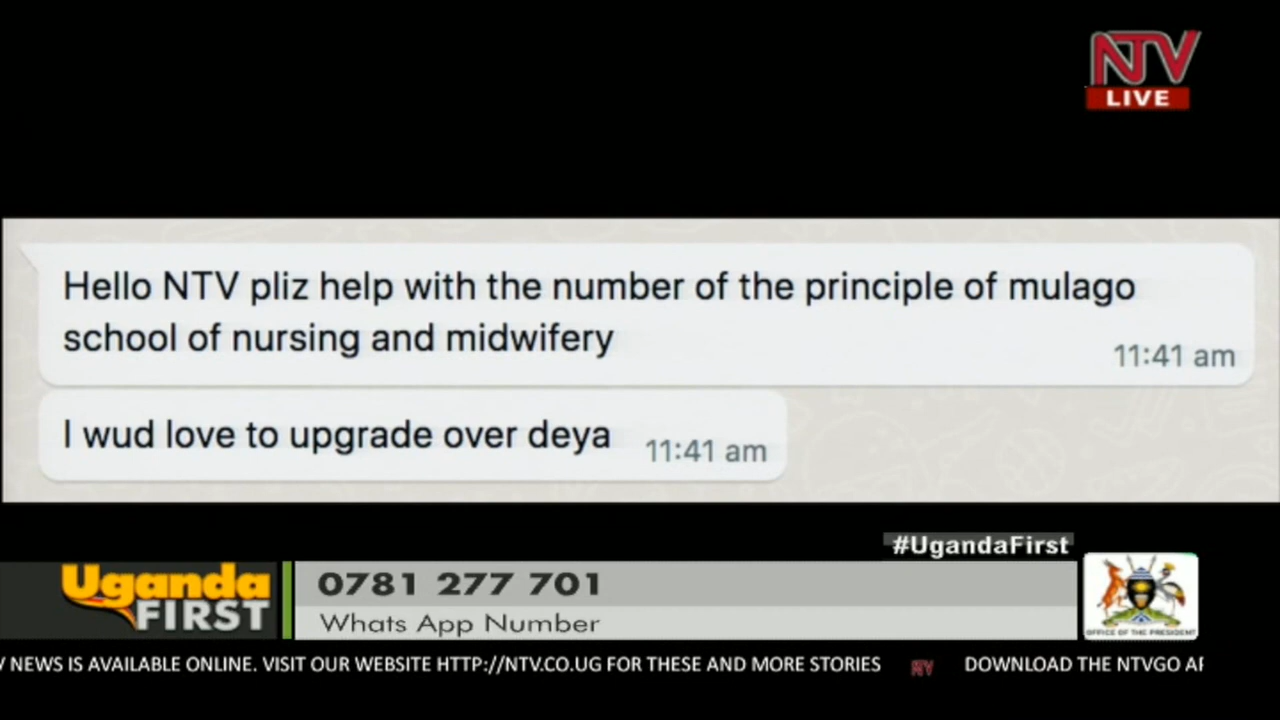 NTV
LIVE
Hello NTV pliz help with the number of the principle of mulago
school of nursing and midwifery
11:41 am
I wud love to upgrade over deya
11:41 am
#UgandaFirst
Uganda
FIRST
0781 277 701
Whats App Number
OFFICE OF THE PRESIDENT
V NEWS IS AVAILABLE ONLINE. VISIT OUR WEBSITE HTTP://NTV.CO.UG FOR THESE AND MORE STORIES NTV DOWNLOAD THE NTVGO AP